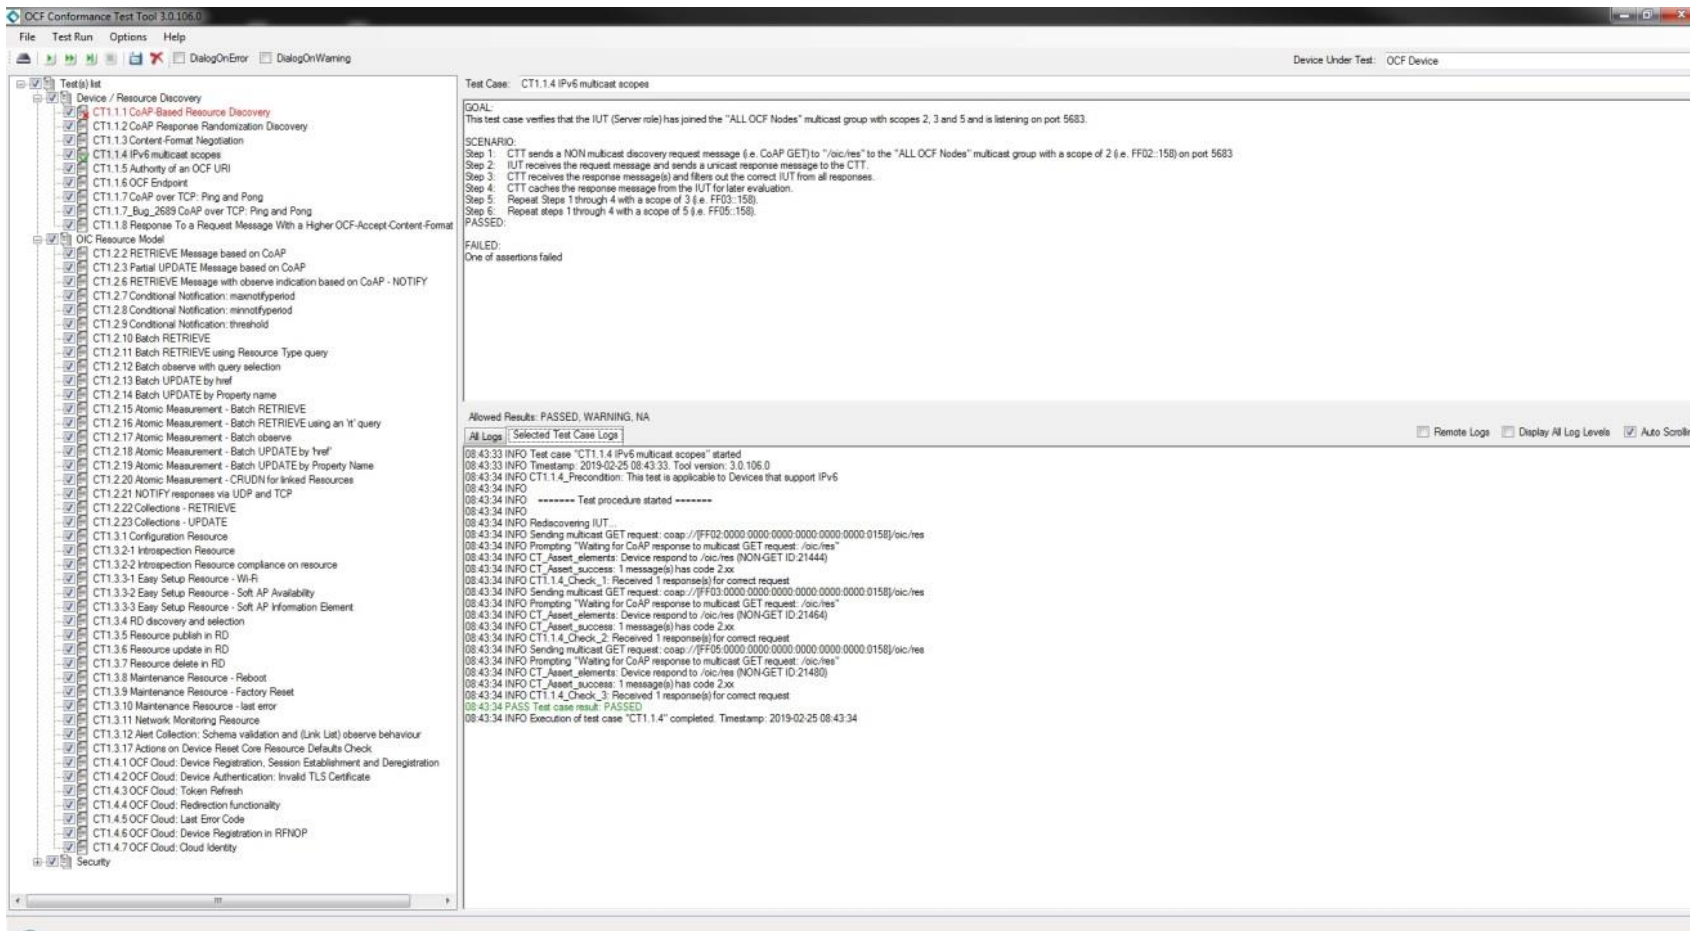 OCF Conformance Test Tool 3.0.106.0
File Test Run Options Help
DialogOnError DialogOnWarning
Device Under Test: OCF Device
Test(s) list
Device / Resource Discovery
CT1.1.1 CoAP-Based Resource Discovery
CT1.1.2 CoAP Response Randomization Discovery
CT1.1.3 Content-Format Negotiation
CT1.1.4 IPv6 multicast scopes
CT1.1.5 Authority of an OCF URI
CT1.1.6 OCF Endpoint
CT1.1.7 CoAP over TCP: Ping and Pong
CT1.1.7_Bug_2689 CoAP over TCP: Ping and Pong
CT1.1.8 Response To a Request Message With a Higher OCF-Accept-Content-Format
OIC Resource Model
CT1.2.2 RETRIEVE Message based on CoAP
CT1.2.3 Partial UPDATE Message based on CoAP
CT1.2.6 RETRIEVE Message with observe indication based on CoAP - NOTIFY
CT1.2.7 Conditional Notification: maxnotifyperiod
CT1.2.8 Conditional Notification: minnotifyperiod
CT1.2.9 Conditional Notification: threshold
CT1.2.10 Batch RETRIEVE
CT1.2.11 Batch RETRIEVE using Resource Type query
CT1.2.12 Batch observe with query selection
CT1.2.13 Batch UPDATE by href
CT1.2.14 Batch UPDATE by Property name
CT1.2.15 Atomic Measurement - Batch RETRIEVE
CT1.2.16 Atomic Measurement - Batch RETRIEVE using an 'rt' query
CT1.2.17 Atomic Measurement - Batch observe
CT1.2.18 Atomic Measurement - Batch UPDATE by 'href'
CT1.2.19 Atomic Measurement - Batch UPDATE by Property Name
CT1.2.20 Atomic Measurement - CRUDN for linked Resources
CT1.2.21 NOTIFY responses via UDP and TCP
CT1.2.22 Collections - RETRIEVE
CT1.2.23 Collections - UPDATE
CT1.3.1 Configuration Resource
CT1.3.2-1 Introspection Resource
CT1.3.2-2 Introspection Resource compliance on resource
CT1.3.3-1 Easy Setup Resource - Wi-Fi
CT1.3.3-2 Easy Setup Resource - Soft AP Availability
CT1.3.3-3 Easy Setup Resource - Soft AP Information Element
CT1.3.4 RD discovery and selection
CT1.3.5 Resource publish in RD
CT1.3.6 Resource update in RD
CT1.3.7 Resource delete in RD
CT1.3.8 Maintenance Resource - Reboot
CT1.3.9 Maintenance Resource - Factory Reset
CT1.3.10 Maintenance Resource - last error
CT1.3.11 Network Monitoring Resource
CT1.3.12 Alert Collection: Schema validation and (Link List) observe behaviour
CT1.3.17 Actions on Device Reset Core Resource Defaults Check
CT1.4.1 OCF Cloud: Device Registration, Session Establishment and Deregistration
CT1.4.2 OCF Cloud: Device Authentication: Invalid TLS Certificate
CT1.4.3 OCF Cloud: Token Refresh
CT1.4.4 OCF Cloud: Redirection functionality
CT1.4.5 OCF Cloud: Last Error Code
CT1.4.6 OCF Cloud: Device Registration in RFNOP
CT1.4.7 OCF Cloud: Cloud Identity
Security
Test Case: CT1.1.4 IPv6 multicast scopes
GOAL:
This test case verifies that the IUT (Server role) has joined the "ALL OCF Nodes" multicast group with scopes 2, 3 and 5 and is listening on port 5683.
SCENARIO:
Step 1: CTT sends a NON multicast discovery request message (i.e. CoAP GET) to "/oic/res" to the "ALL OCF Nodes" multicast group with a scope of 2 (i.e. FF02::158) on port 5683
Step 2: IUT receives the request message and sends a unicast response message to the CTT.
Step 3: CTT receives the response message(s) and filters out the correct IUT from all responses.
Step 4: CTT caches the response message from the IUT for later evaluation.
Step 5: Repeat Steps 1 through 4 with a scope of 3 (i.e. FF03::158).
Step 6: Repeat steps 1 through 4 with a scope of 5 (i.e. FF05::158).
PASSED:
FAILED:
One of assertions failed
Allowed Results: PASSED, WARNING, NA
All Logs Selected Test Case Logs
Remote Logs Display All Log Levels Auto Scrolli
08:43:33 INFO Test case "CT1.1.4 IPv6 multicast scopes" started
08:43:33 INFO Timestamp: 2019-02-25 08:43:33. Tool version: 3.0.106.0
08:43:34 INFO CT1.1.4_Precondition: This test is applicable to Devices that support IPv6
08:43:34 INFO
08:43:34 INFO ======= Test procedure started =======
08:43:34 INFO
08:43:34 INFO Rediscovering IUT...
08:43:34 INFO Sending multicast GET request: coap://[FF02:0000:0000:0000:0000:0000:0000:0158]/oic/res
08:43:34 INFO Prompting "Waiting for CoAP response to multicast GET request: /oic/res"
08:43:34 INFO CT_Assert_elements: Device respond to /oic/res (NON-GET ID:21444)
08:43:34 INFO CT_Assert_success: 1 message(s) has code 2.xx
08:43:34 INFO CT1.1.4_Check_1: Received 1 response(s) for correct request
08:43:34 INFO Sending multicast GET request: coap://[FF03:0000:0000:0000:0000:0000:0000:0158]/oic/res
08:43:34 INFO Prompting "Waiting for CoAP response to multicast GET request: /oic/res"
08:43:34 INFO CT_Assert_elements: Device respond to /oic/res (NON-GET ID:21464)
08:43:34 INFO CT_Assert_success: 1 message(s) has code 2.xx
08:43:34 INFO CT1.1.4_Check_2: Received 1 response(s) for correct request
08:43:34 INFO Sending multicast GET request: coap://[FF05:0000:0000:0000:0000:0000:0000:0158]/oic/res
08:43:34 INFO Prompting "Waiting for CoAP response to multicast GET request: /oic/res"
08:43:34 INFO CT_Assert_elements: Device respond to /oic/res (NON-GET ID:21480)
08:43:34 INFO CT_Assert_success: 1 message(s) has code 2.xx
08:43:34 INFO CT1.1.4_Check_3: Received 1 response(s) for correct request
08:43:34 PASS Test case result: PASSED
08:43:34 INFO Execution of test case "CT1.1.4" completed. Timestamp: 2019-02-25 08:43:34